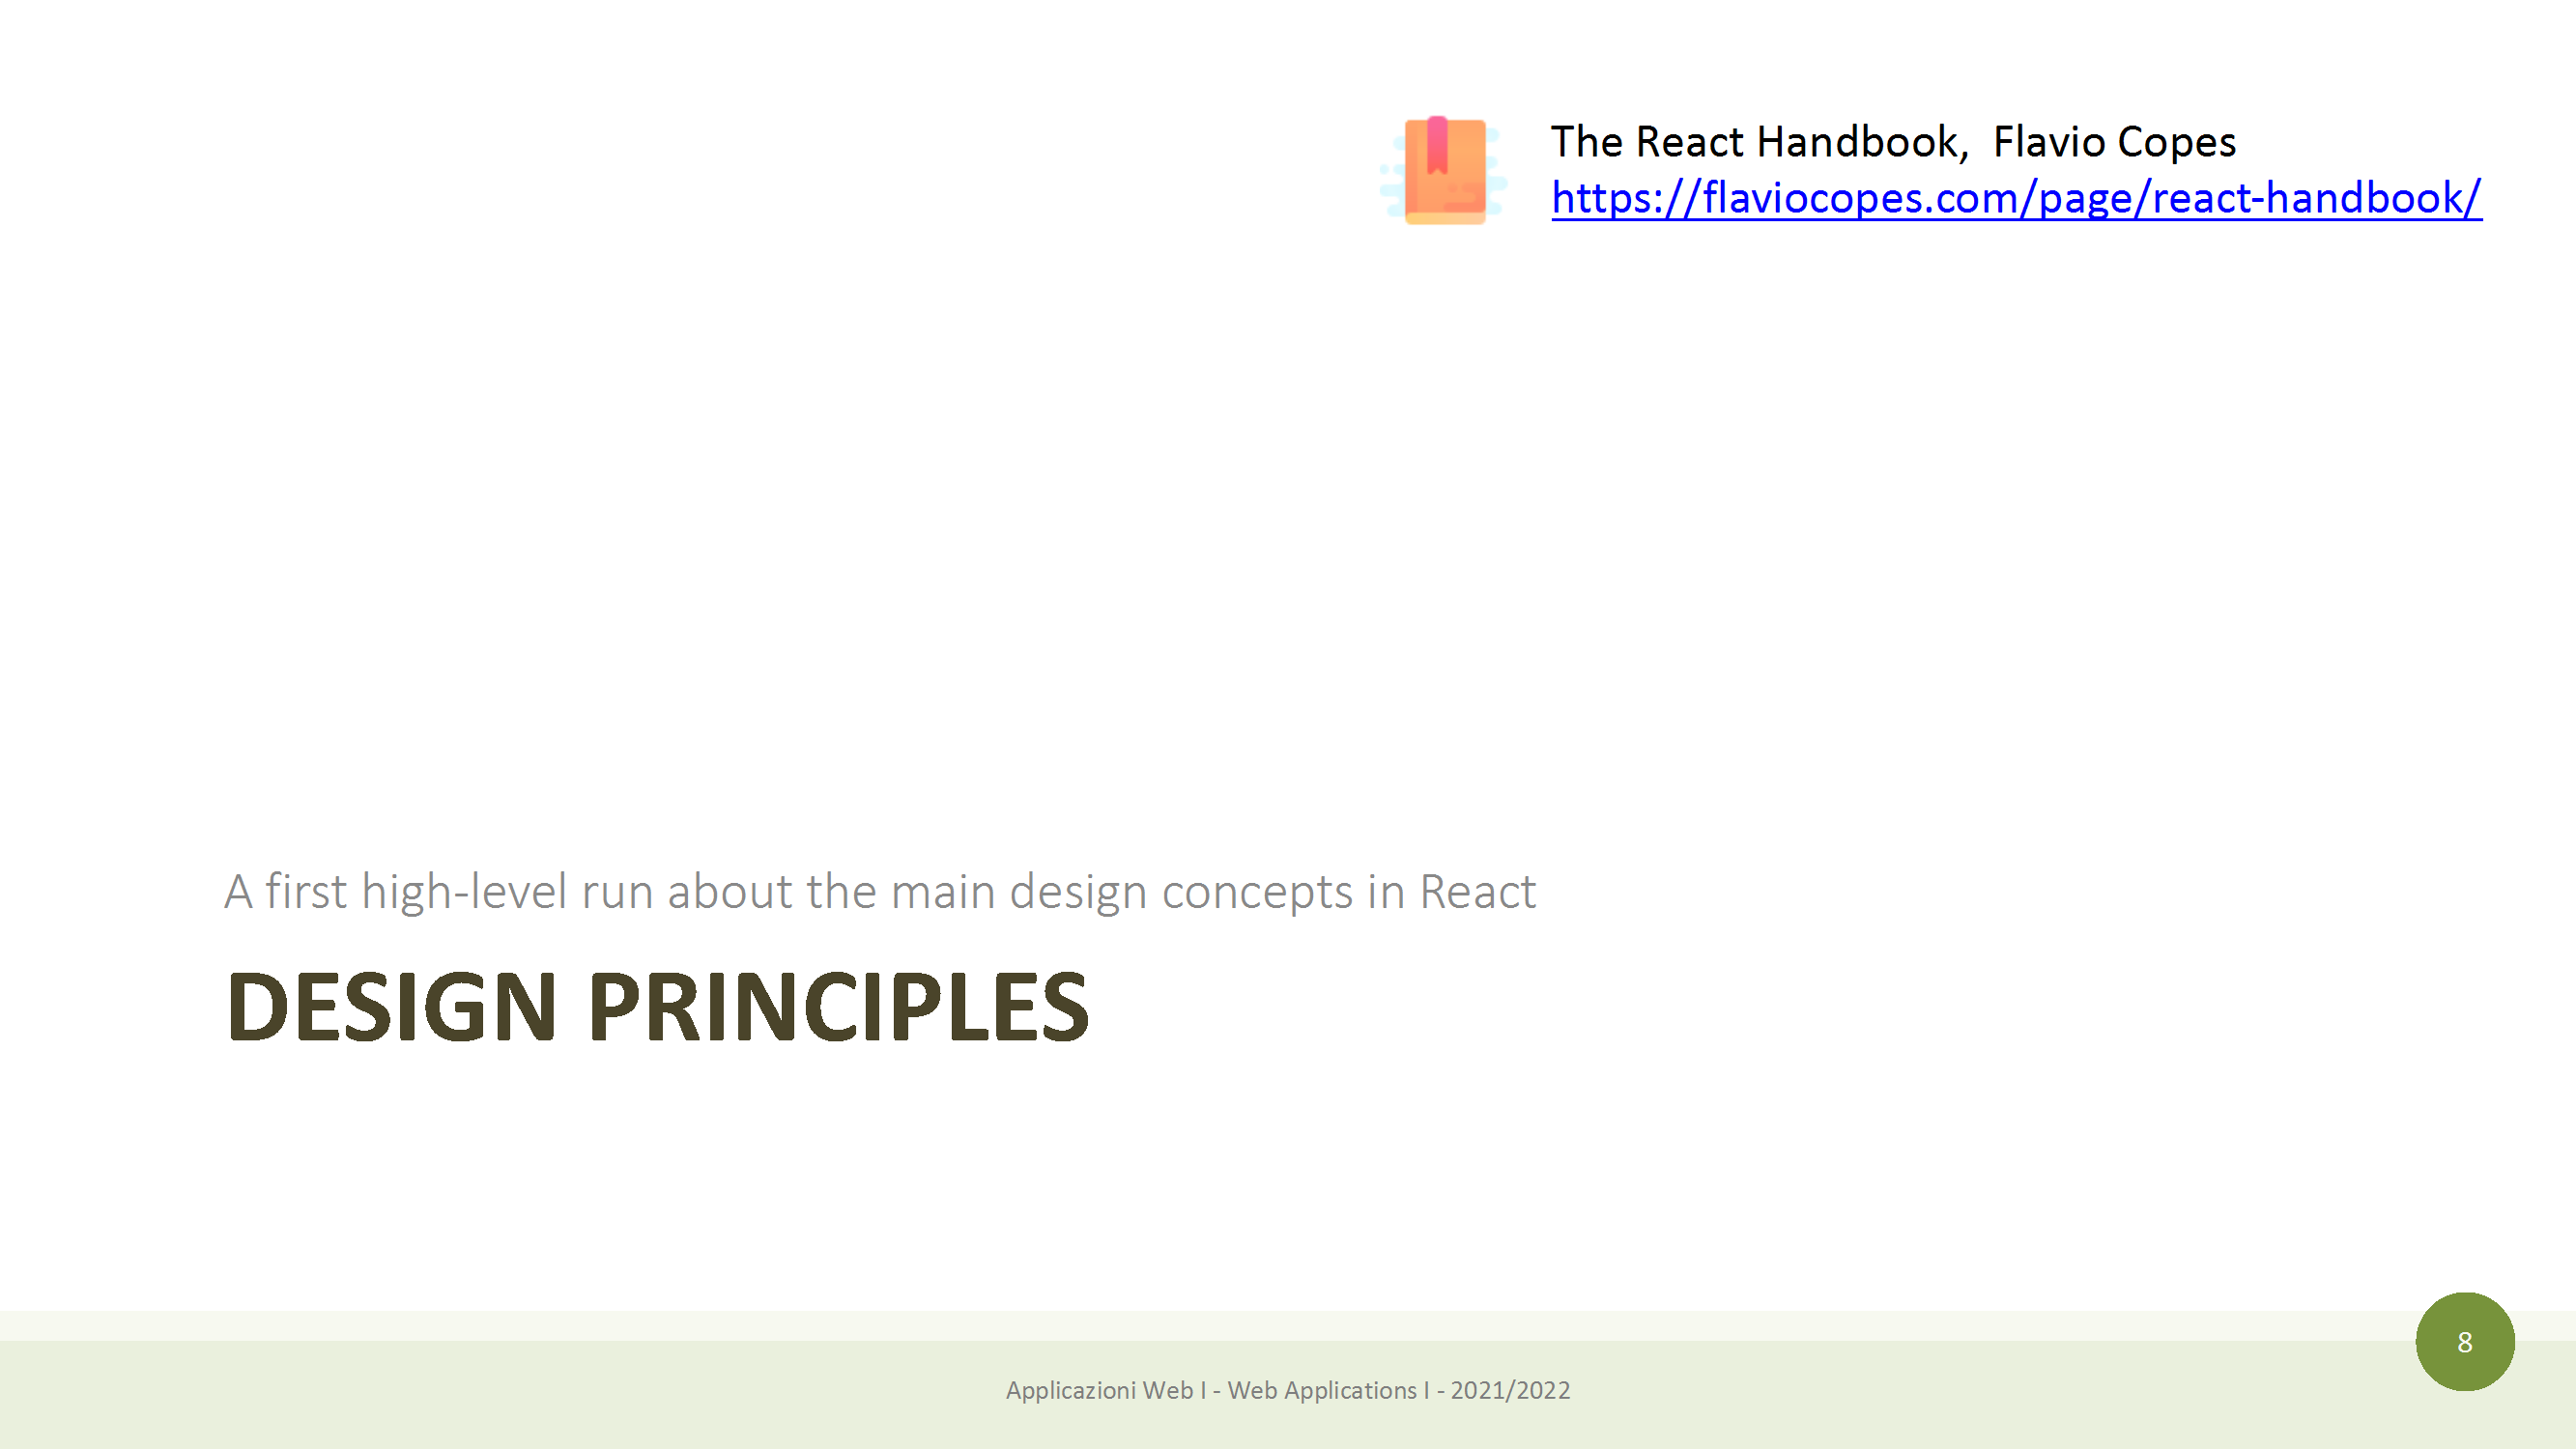 The React Handbook, Flavio Copes
https://flaviocopes.com/page/react-handbook/
A first high-level run about the main design concepts in React
DESIGN PRINCIPLES
8
Applicazioni Web I - Web Applications I - 2021/2022